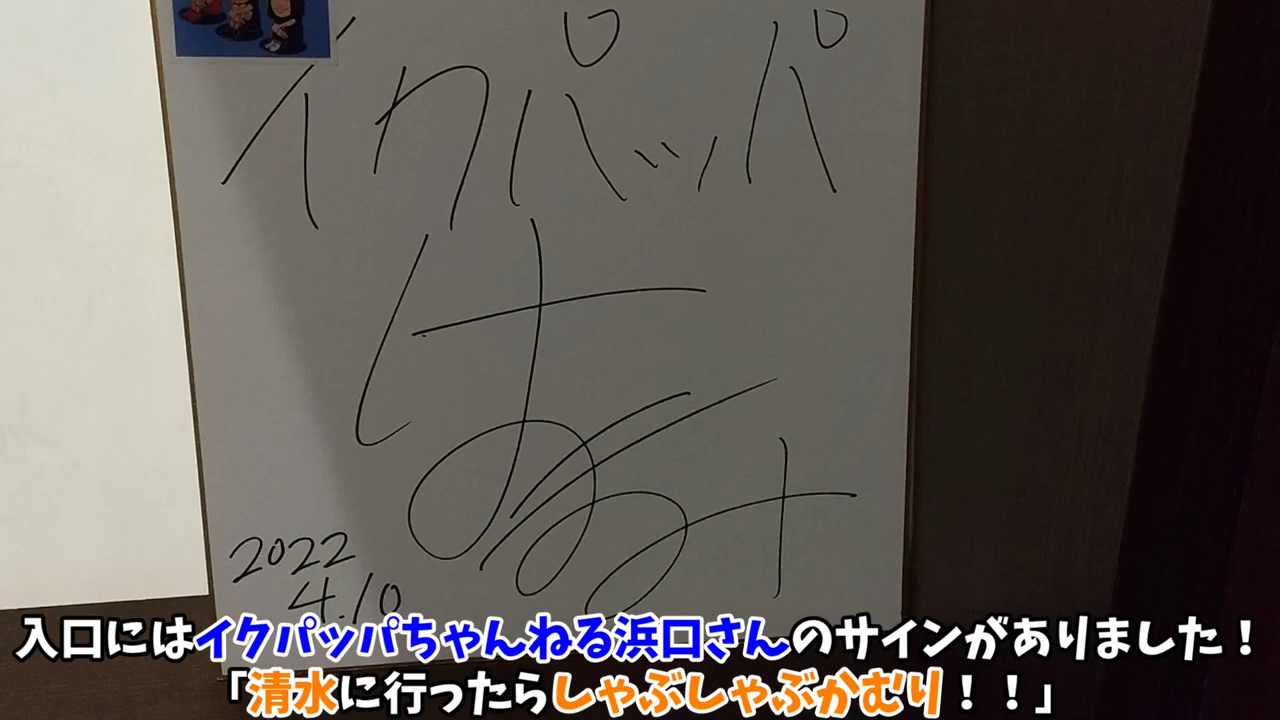 イクパッパ
2022
4.10
入口にはイクパッパちゃんねる浜口さんのサインがありました！
「清水に行ったらしゃぶしゃぶかむり！！」